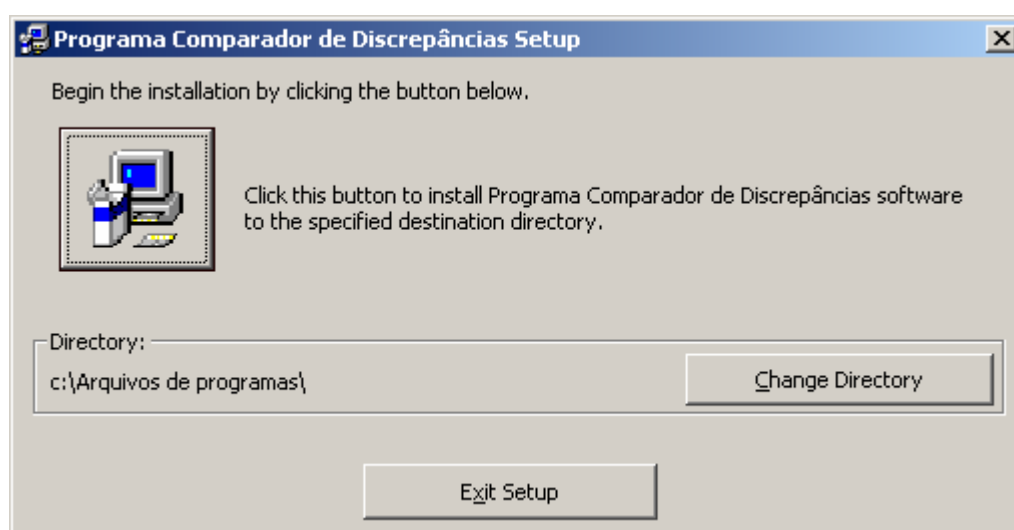 Programa Comparador de Discrepâncias Setup
Begin the installation by clicking the button below.
Click this button to install Programa Comparador de Discrepâncias software
to the specified destination directory.
Directory:
c:\Arquivos de programas\
Change Directory
Exit Setup